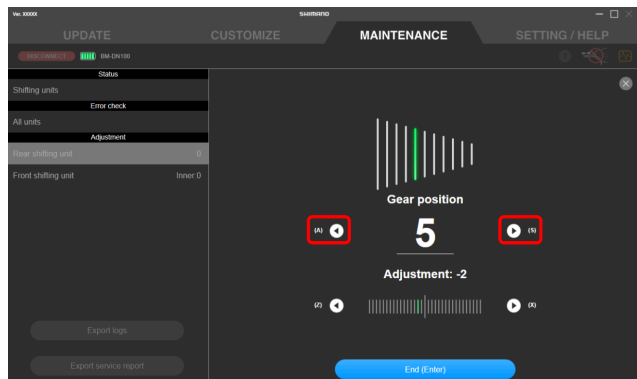 Ver. XXXXX
SHIMANO
UPDATE CUSTOMIZE MAINTENANCE SETTING / HELP
DISCONNECT BM-DN100
Status
Shifting units
Error check
All units
Adjustment
Rear shifting unit 0
Front shifting unit Inner:0
Gear position
(A) 5 (S)
Adjustment: -2
(Z) (X)
Export logs
Export service report
End (Enter)